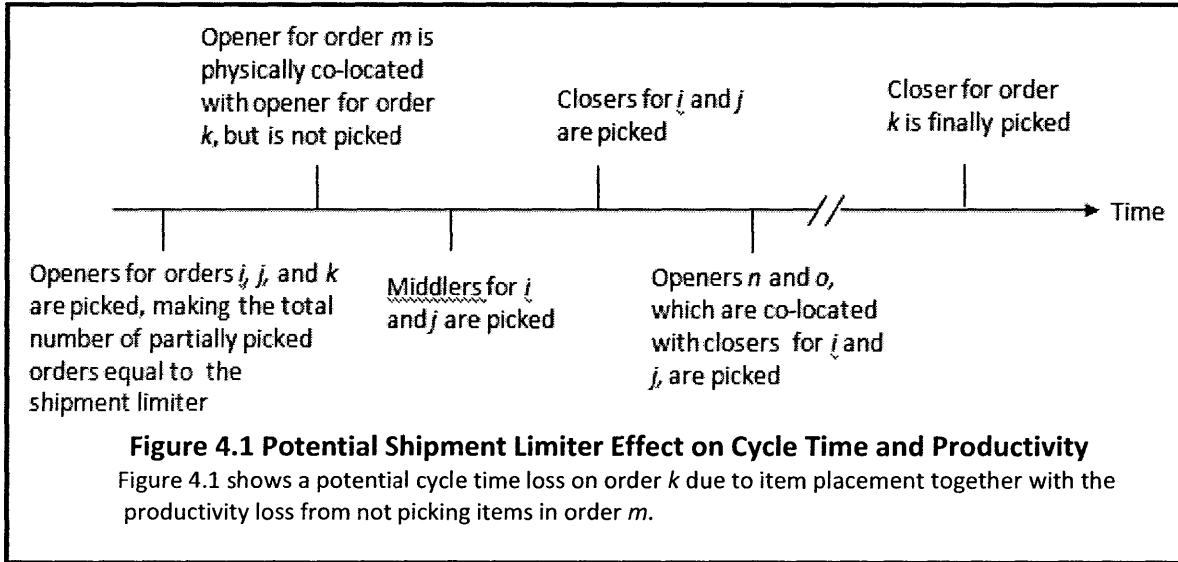 Opener for order m is
physically co-located
with opener for order
k, but is not picked
Closers for i and j
are picked
Closer for order
k is finally picked
Time
Openers for orders i, j, and k
are picked, making the total
number of partially picked
orders equal to the
shipment limiter
Middlers for i
and j are picked
Openers n and o,
which are co-located
with closers for i and
j, are picked
Figure 4.1 Potential Shipment Limiter Effect on Cycle Time and Productivity
Figure 4.1 shows a potential cycle time loss on order k due to item placement together with the
productivity loss from not picking items in order m.